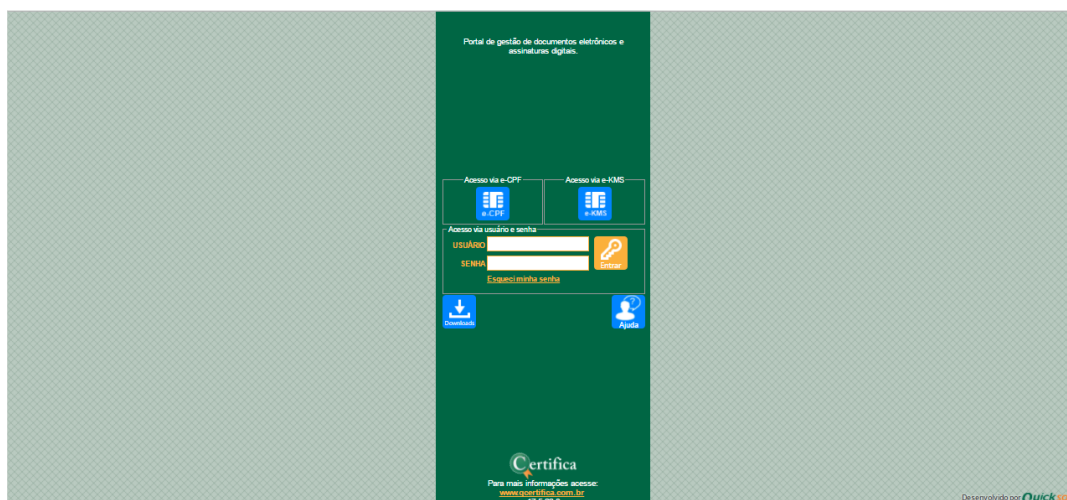 Portal de gestão de documentos eletrônicos e
assinaturas digitais.
Acesso via e-CPF
Acesso via e-KMS
e-CPF
e-KMS
Acesso via usuário e senha
USUÁRIO
SENHA
Entrar
Esqueci minha senha
Downloads
Ajuda
Certifica
Para mais informações acesse:
www.qcertifica.com.br
Desenvolvido por Quick